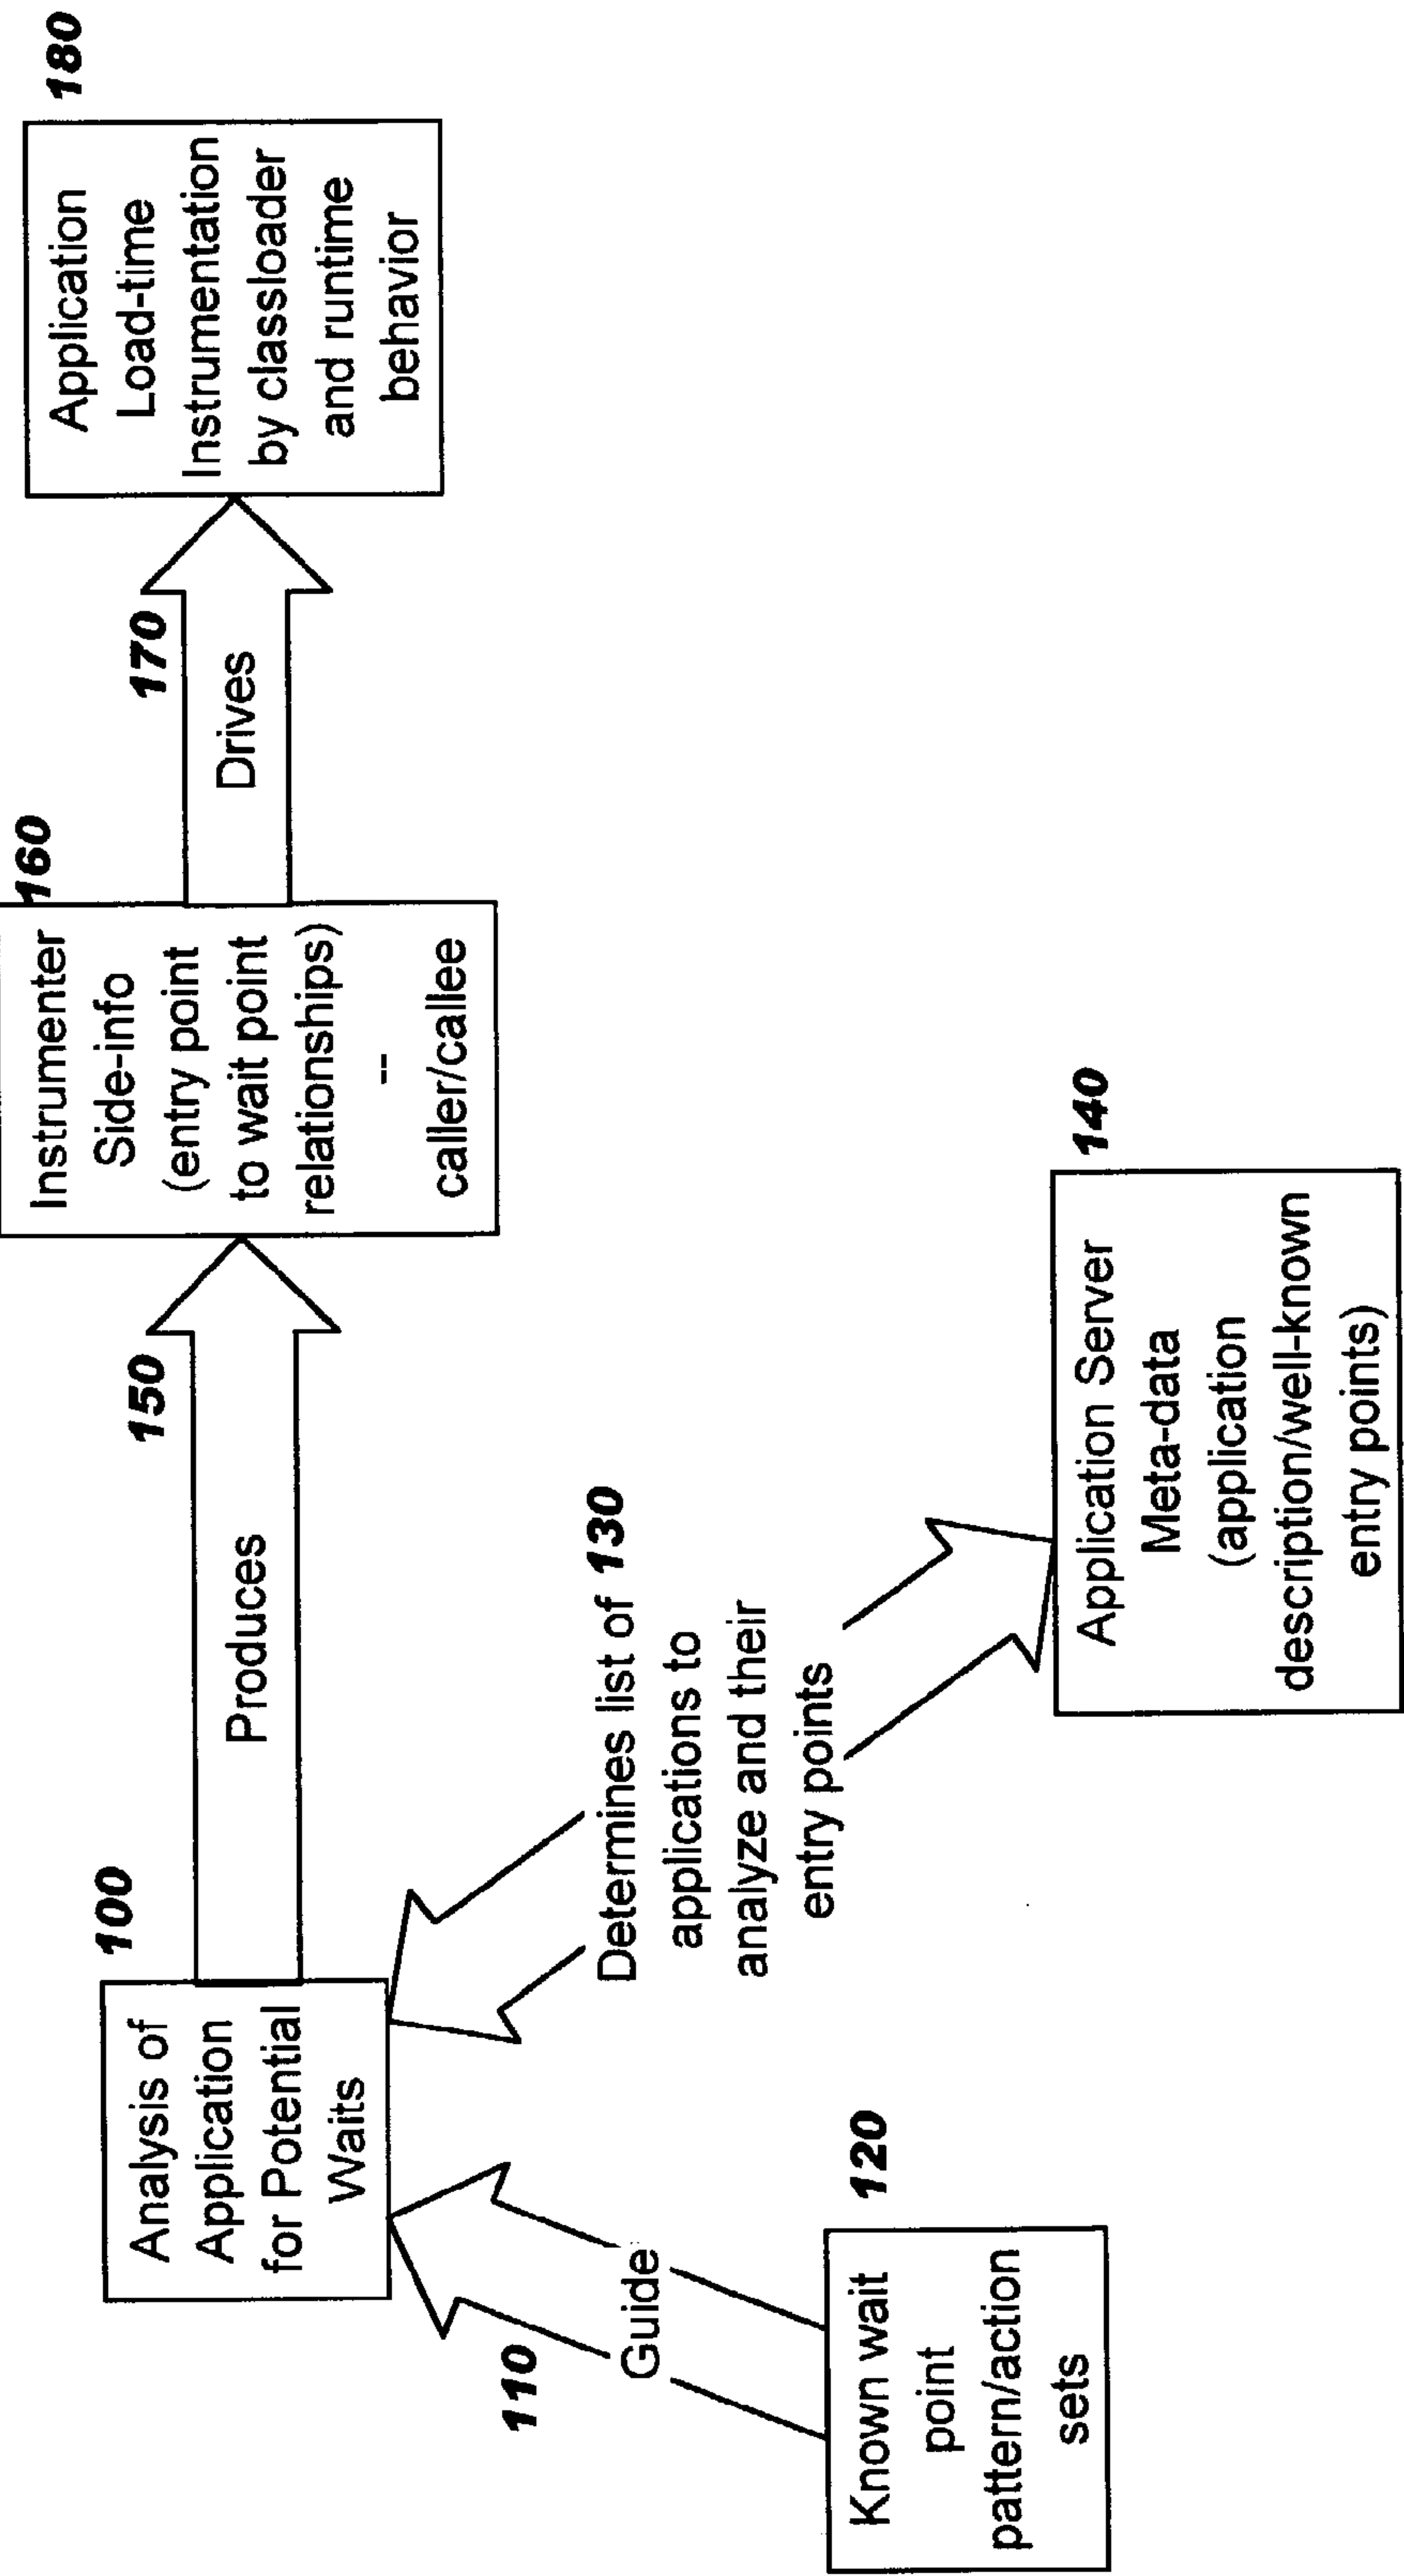 100
Analysis of
Application
for Potential
Waits
150
Produces
160
Instrumenter
Side-info
(entry point
to wait point
relationships)
--
caller/callee
170
Drives
180
Application
Load-time
Instrumentation
by classloader
and runtime
behavior
110
Guide
120
Known wait
point
pattern/action
sets
Determines list of 130
applications to
analyze and their
entry points
140
Application Server
Meta-data
(application
description/well-known
entry points)